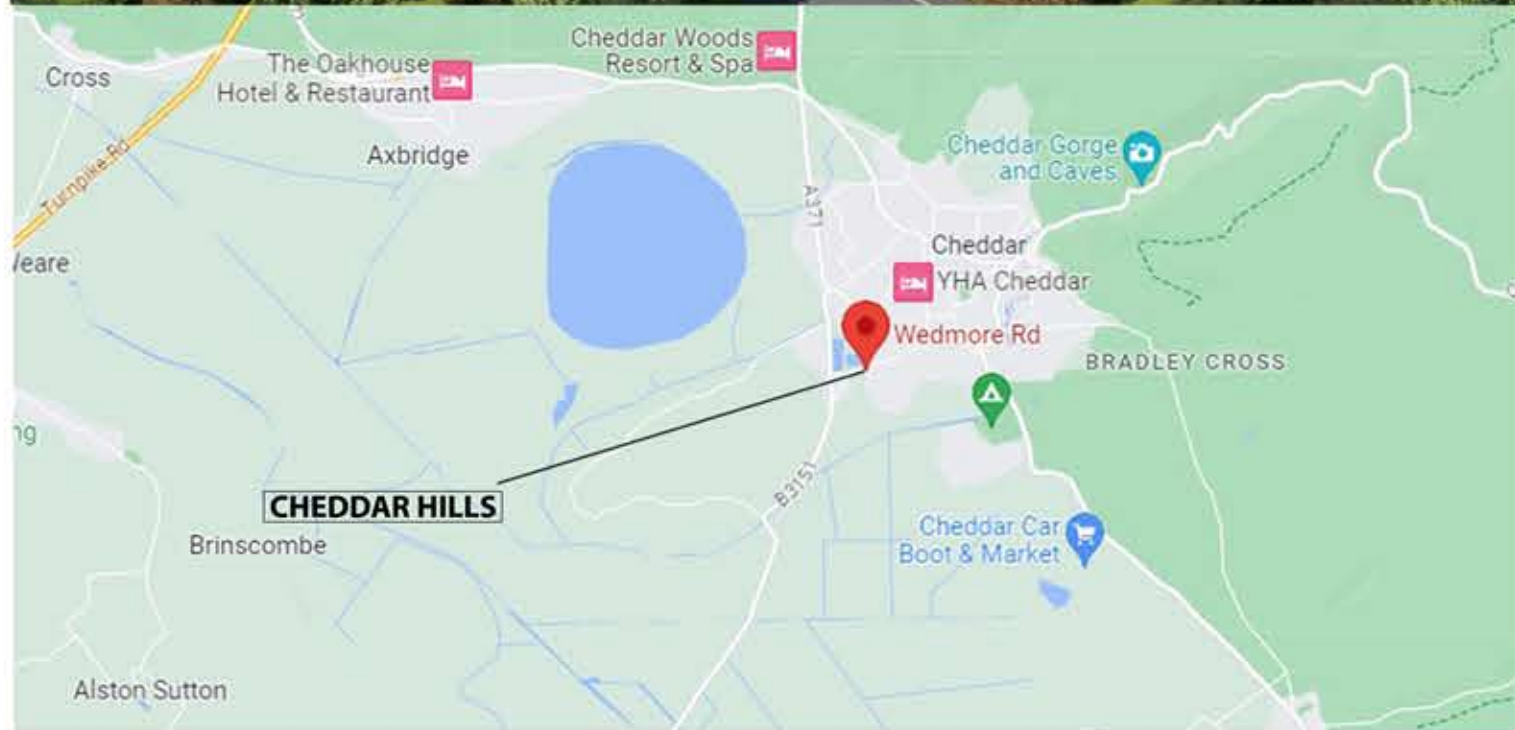 Cheddar Woods
Resort & Spa
The Oakhouse
Hotel & Restaurant
Cross
Turnpike Rd
Axbridge
Cheddar Gorge
and Caves
A371
Cheddar
YHA Cheddar
Wedmore Rd
BRADLEY CROSS
B3151
CHEDDAR HILLS
Cheddar Car
Boot & Market
Brinscombe
Alston Sutton